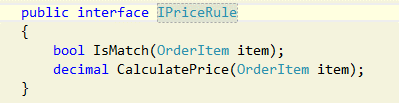 public interface IPriceRule
{
bool IsMatch(OrderItem item);
decimal CalculatePrice(OrderItem item);
}